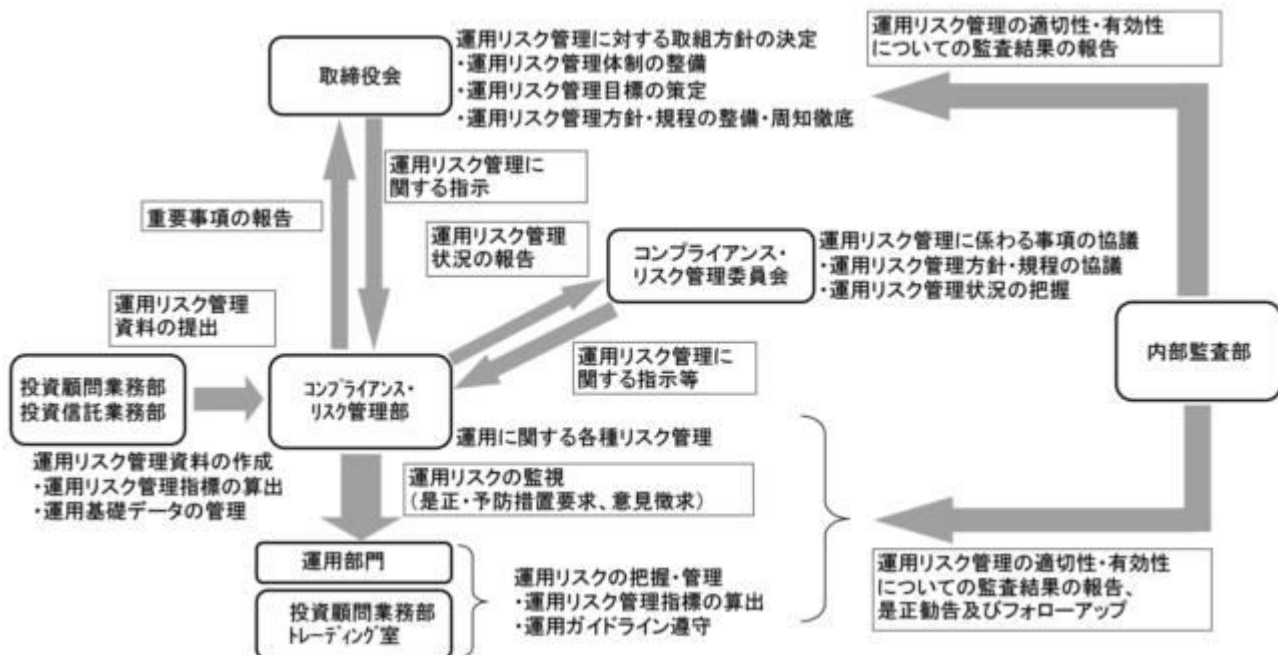 取締役会
運用リスク管理に対する取組方針の決定
・運用リスク管理体制の整備
・運用リスク管理目標の策定
・運用リスク管理方針・規程の整備・周知徹底
運用リスク管理の適切性・有効性
についての監査結果の報告
運用リスク管理に
関する指示
重要事項の報告
運用リスク管理
状況の報告
コンプライアンス・
リスク管理委員会
運用リスク管理に係わる事項の協議
・運用リスク管理方針・規程の協議
・運用リスク管理状況の把握
運用リスク管理
資料の提出
運用リスク管理に
関する指示等
内部監査部
投資顧問業務部
投資信託業務部
コンプライアンス・
リスク管理部
運用に関する各種リスク管理
運用リスク管理資料の作成
・運用リスク管理指標の算出
・運用基礎データの管理
運用リスクの監視
(是正・予防措置要求、意見徴求)
運用部門
投資顧問業務部
トレーディング室
運用リスクの把握・管理
・運用リスク管理指標の算出
・運用ガイドライン遵守
運用リスク管理の適切性・有効性
についての監査結果の報告、
是正勧告及びフォローアップ